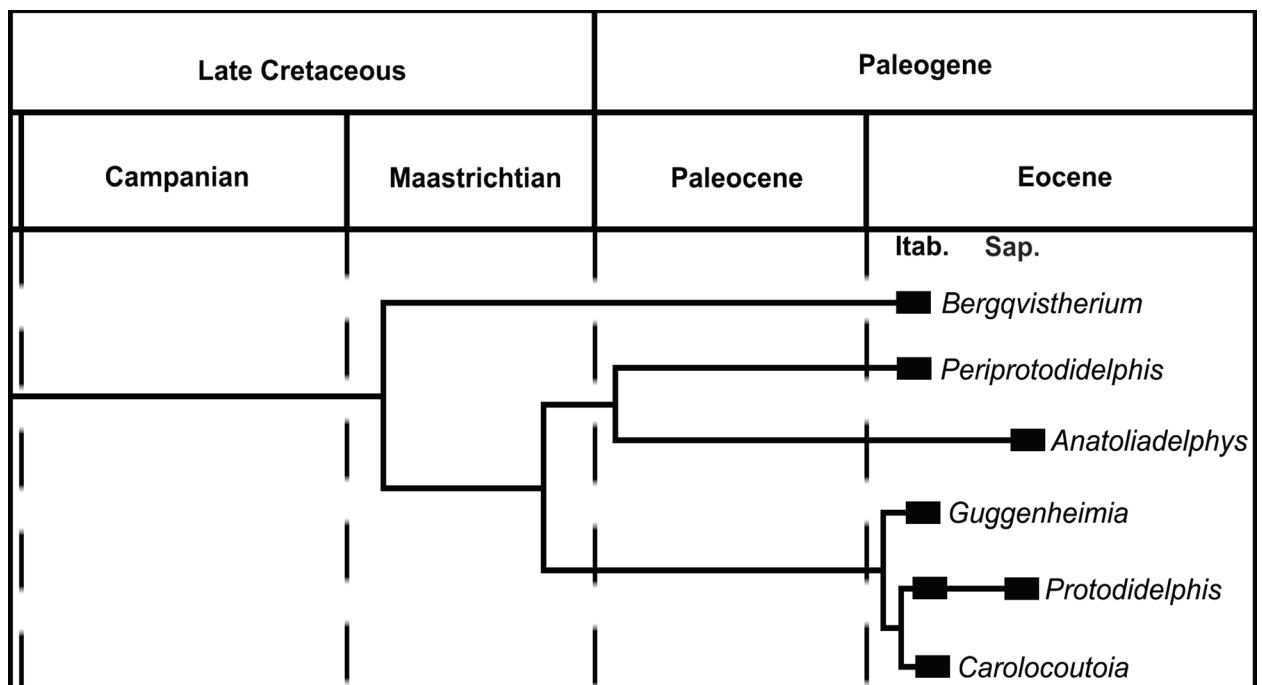 Late Cretaceous
Paleogene
Campanian
Maastrichtian
Paleocene
Eocene
Itab.
Sap.
Bergqvistherium
Periprotodidelphis
Anatoliadelphys
Guggenheimia
Protodidelphis
Carolocoutoia